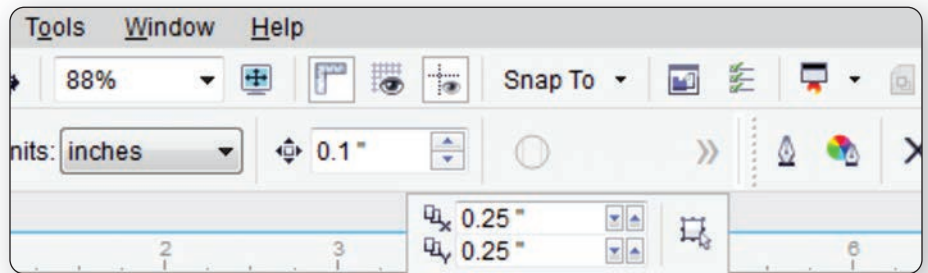 Tools Window Help
88% Snap To
nits: inches 0.1 "
x 0.25 "
y 0.25 "
2 3 6